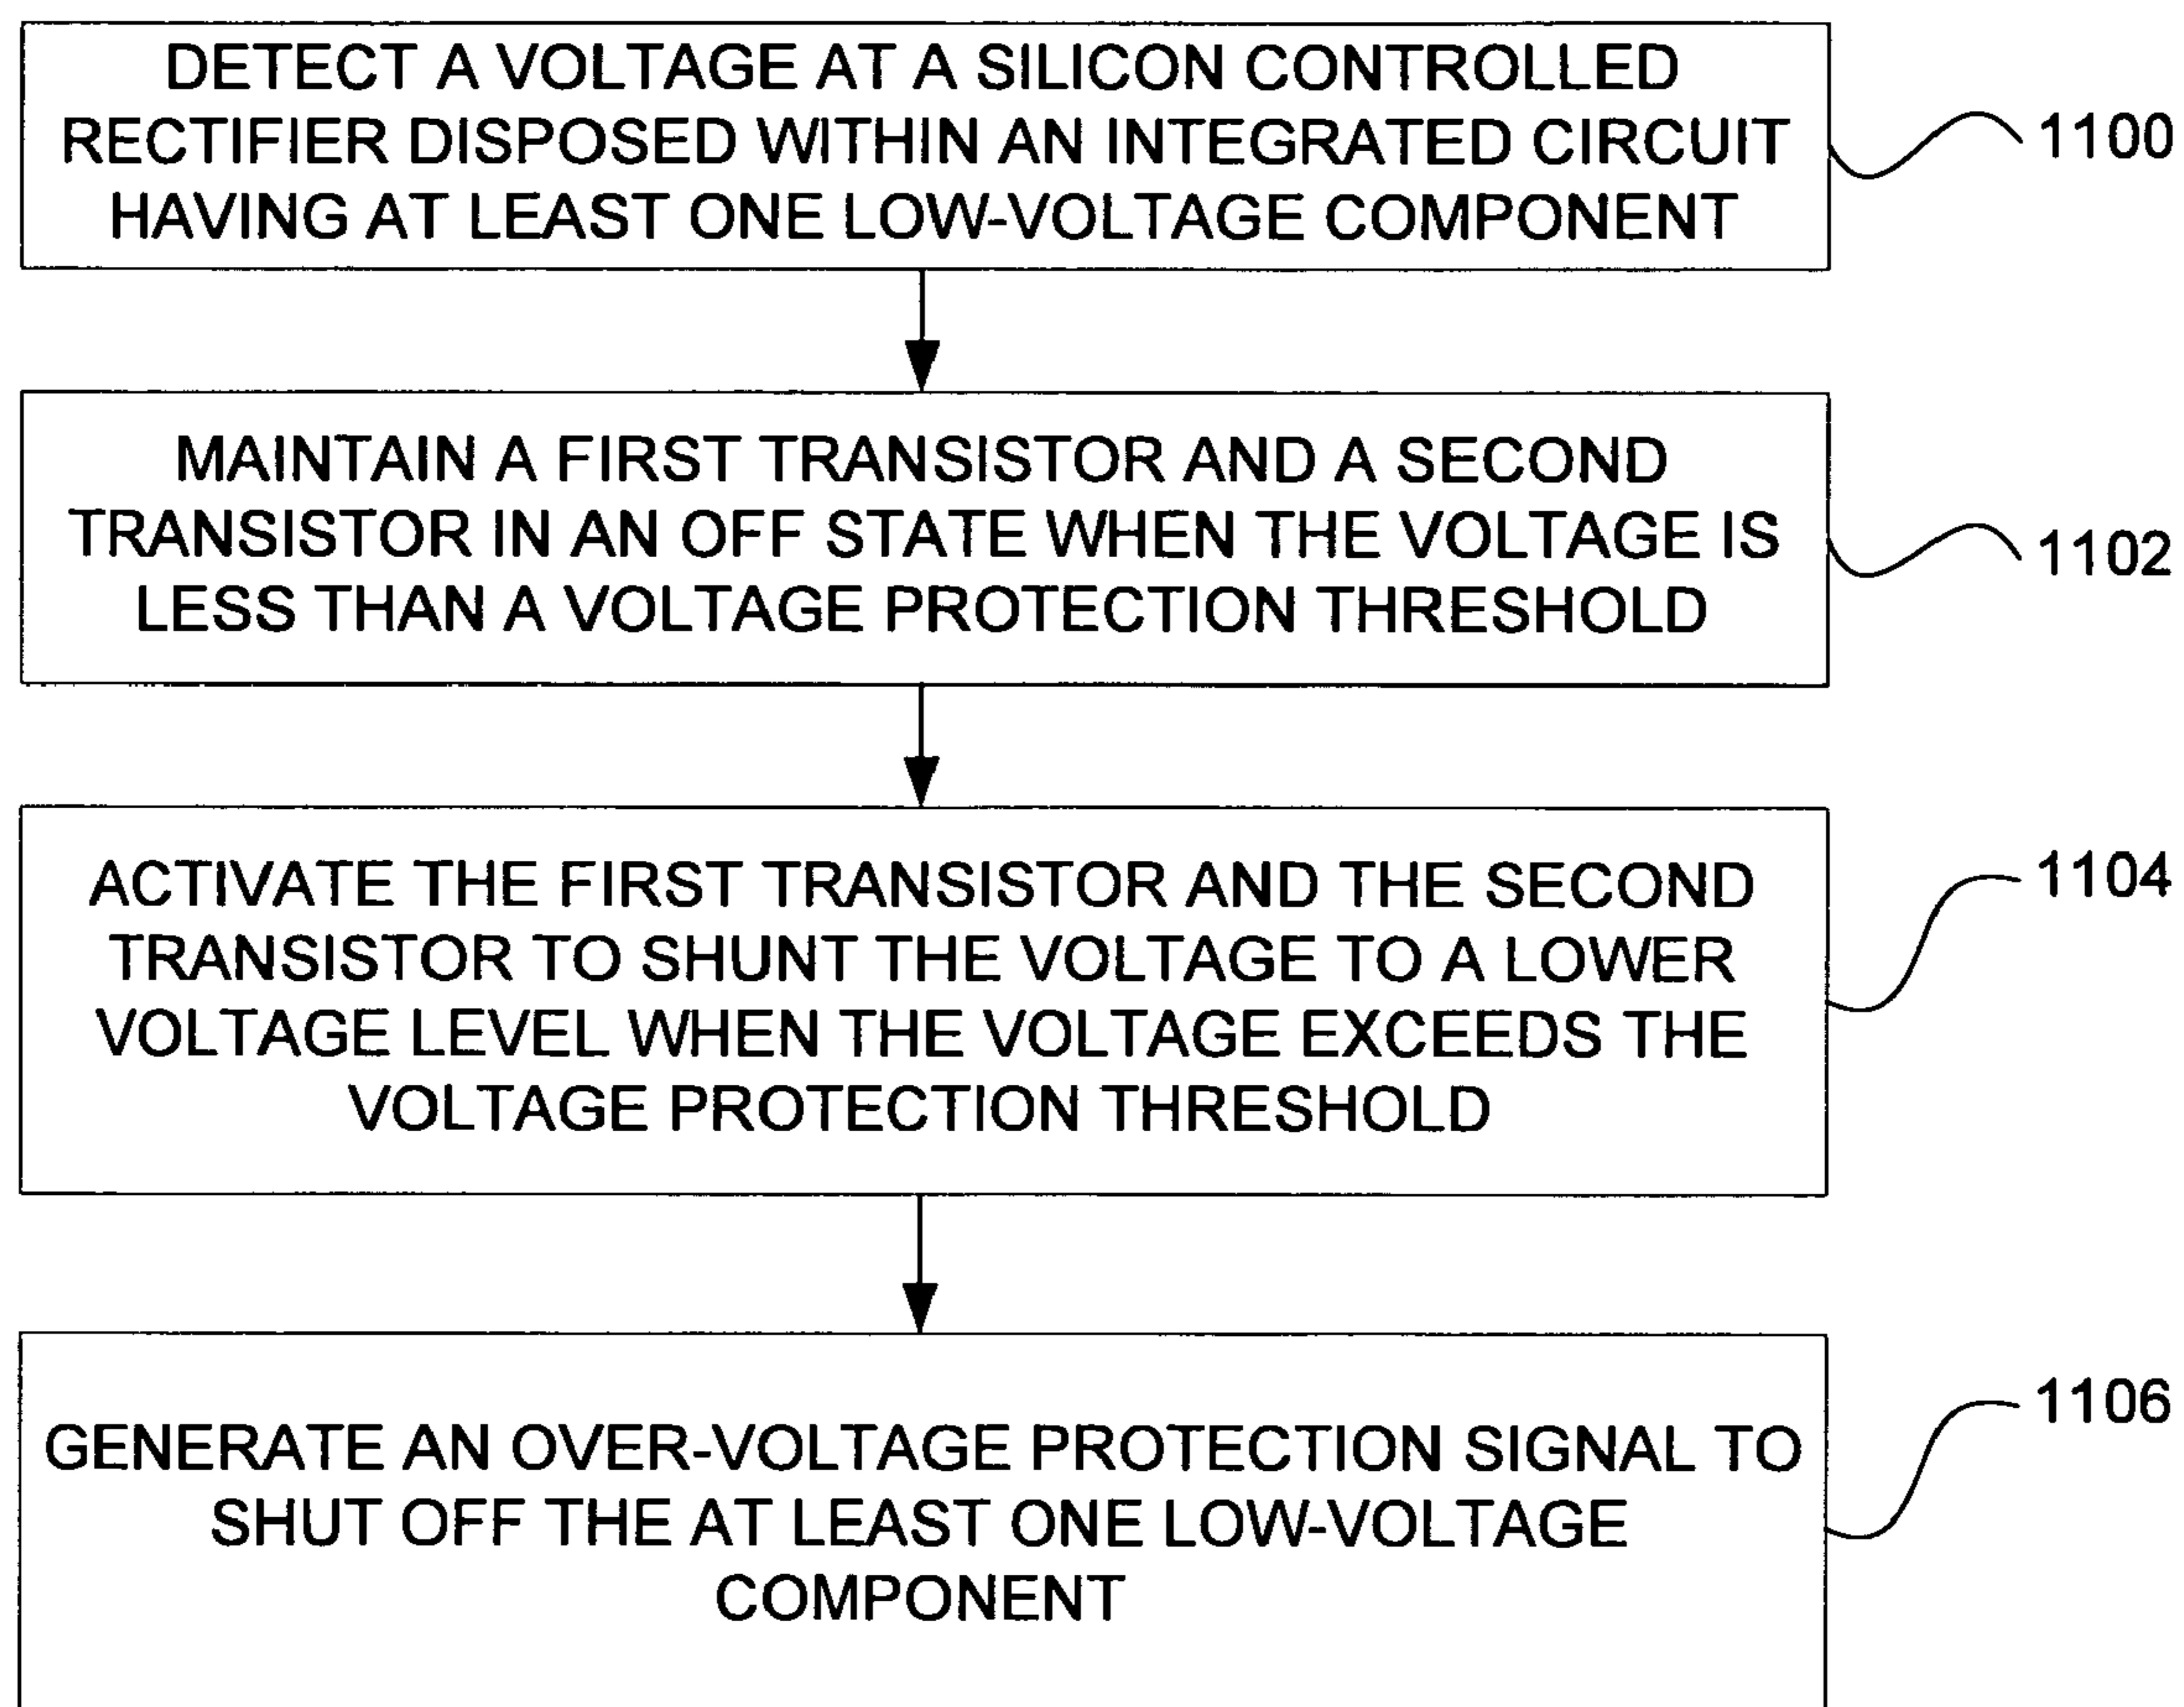 DETECT A VOLTAGE AT A SILICON CONTROLLED
RECTIFIER DISPOSED WITHIN AN INTEGRATED CIRCUIT
HAVING AT LEAST ONE LOW-VOLTAGE COMPONENT
1100
MAINTAIN A FIRST TRANSISTOR AND A SECOND
TRANSISTOR IN AN OFF STATE WHEN THE VOLTAGE IS
LESS THAN A VOLTAGE PROTECTION THRESHOLD
1102
ACTIVATE THE FIRST TRANSISTOR AND THE SECOND
TRANSISTOR TO SHUNT THE VOLTAGE TO A LOWER
VOLTAGE LEVEL WHEN THE VOLTAGE EXCEEDS THE
VOLTAGE PROTECTION THRESHOLD
1104
GENERATE AN OVER-VOLTAGE PROTECTION SIGNAL TO
SHUT OFF THE AT LEAST ONE LOW-VOLTAGE
COMPONENT
1106